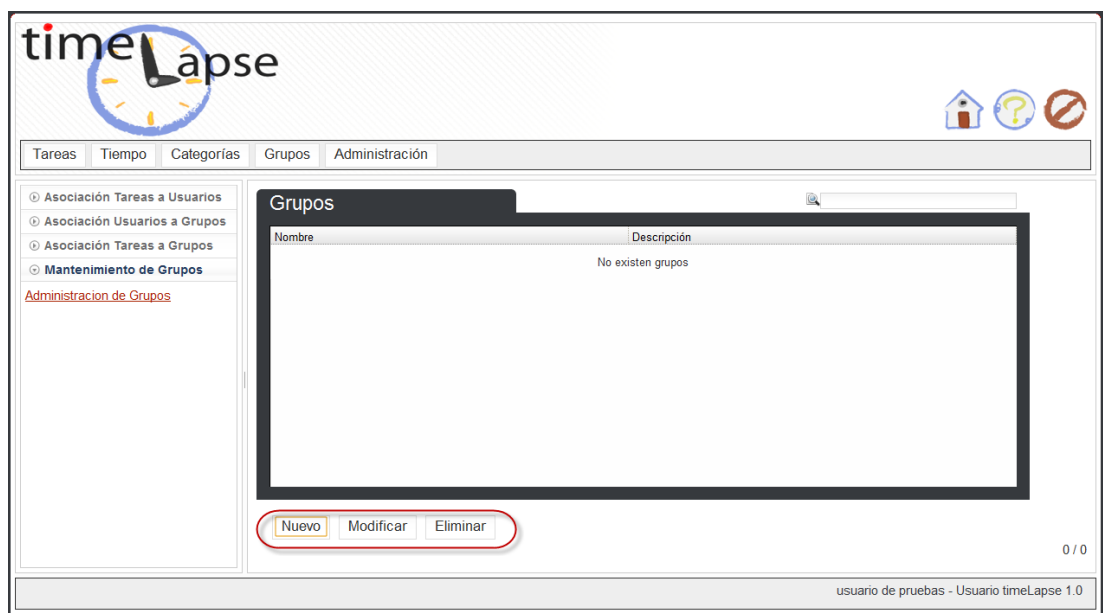 timeLapse
Tareas Tiempo Categorías Grupos Administración
Asociación Tareas a Usuarios
Asociación Usuarios a Grupos
Asociación Tareas a Grupos
Mantenimiento de Grupos
Administracion de Grupos
Grupos
Nombre Descripción
No existen grupos
Nuevo Modificar Eliminar
0 / 0
usuario de pruebas - Usuario timeLapse 1.0